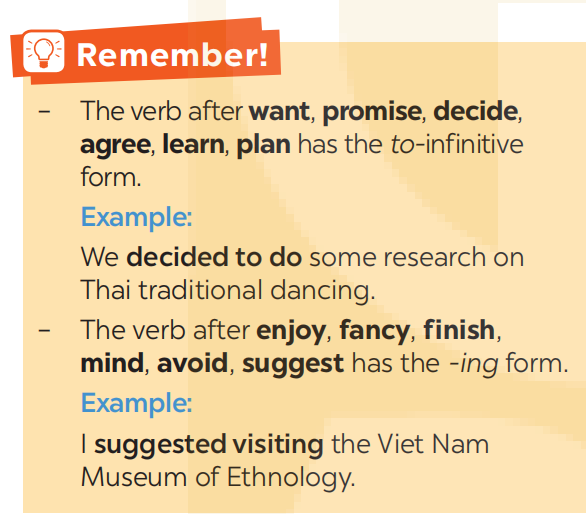 Remember!
– The verb after want, promise, decide,
agree, learn, plan has the to-infinitive
form.
Example:
We decided to do some research on
Thai traditional dancing.
– The verb after enjoy, fancy, finish,
mind, avoid, suggest has the -ing form.
Example:
I suggested visiting the Viet Nam
Museum of Ethnology.